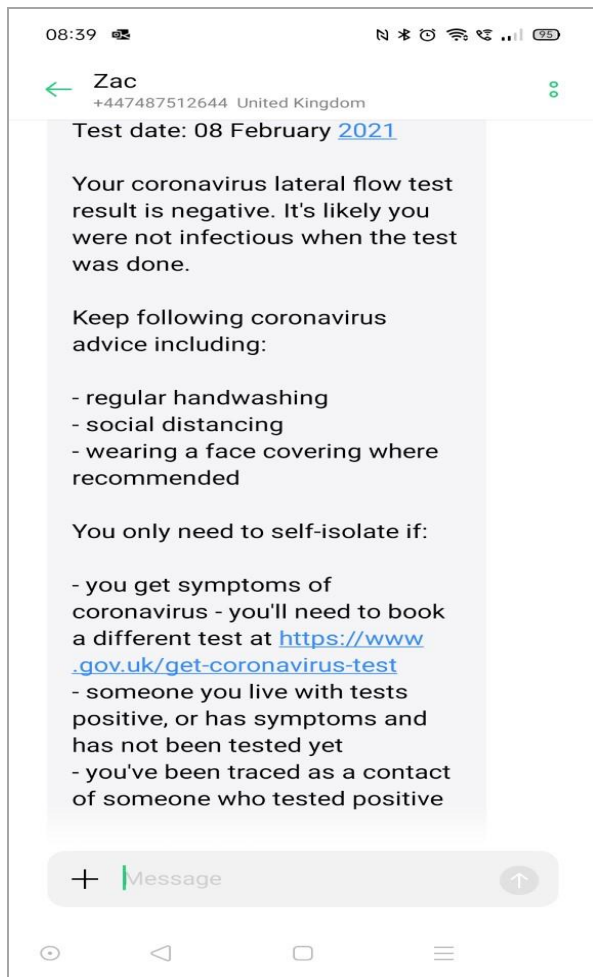 08:39
95
Zac
+447487512644 United Kingdom
Test date: 08 February 2021
Your coronavirus lateral flow test
result is negative. It's likely you
were not infectious when the test
was done.
Keep following coronavirus
advice including:
- regular handwashing
- social distancing
- wearing a face covering where
recommended
You only need to self-isolate if:
- you get symptoms of
coronavirus - you'll need to book
a different test at https://www
.gov.uk/get-coronavirus-test
- someone you live with tests
positive, or has symptoms and
has not been tested yet
- you've been traced as a contact
of someone who tested positive
Message